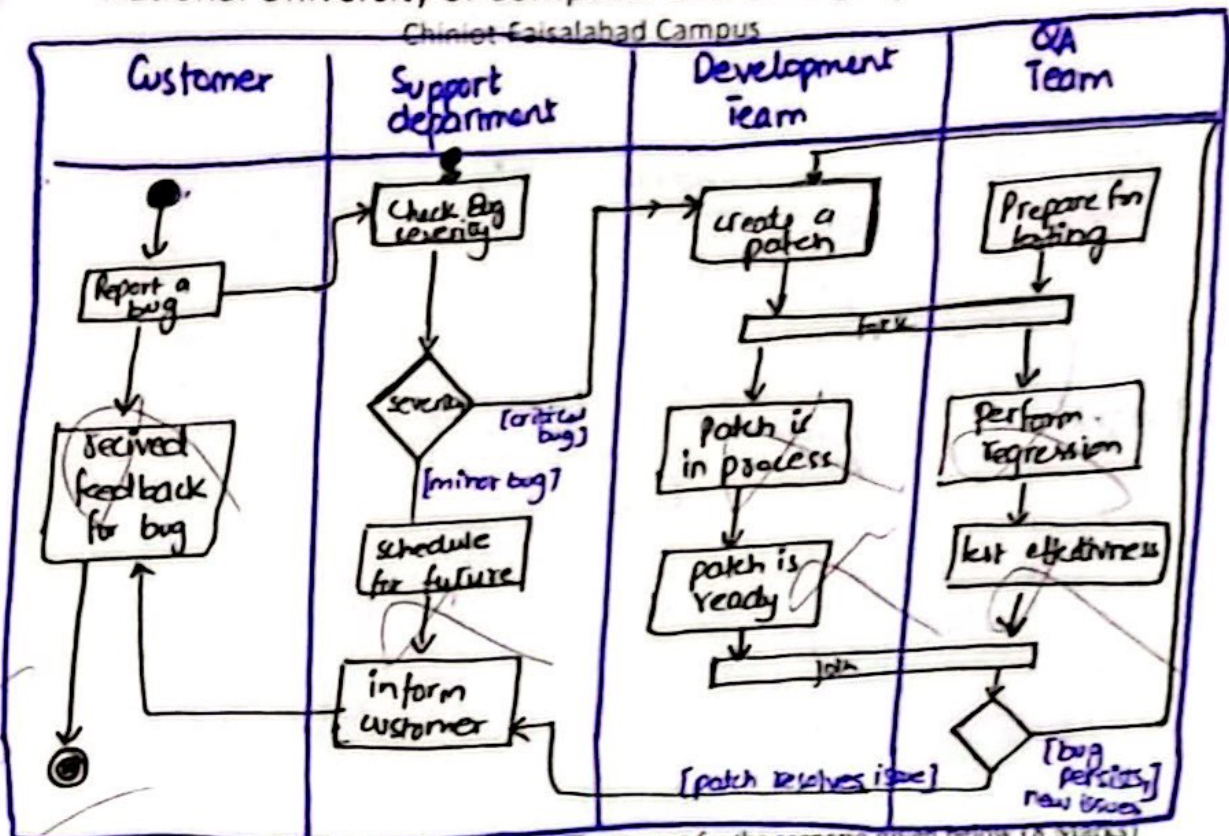 Chiniot Faisalabad Campus
Customer
Support
department
Development
Team
QA
Team
Check Bug
severity
create a
patch
Prepare for
Report a
bug
fork
severity
[critical
bug]
[minor bug]
recived
feedback
for bug
Patch is
in process
perform
regression
schedule
for future
patch is
ready
test effectivness
Join
inform
customer
[patch resolves issue]
[bug
persists,]
new issues